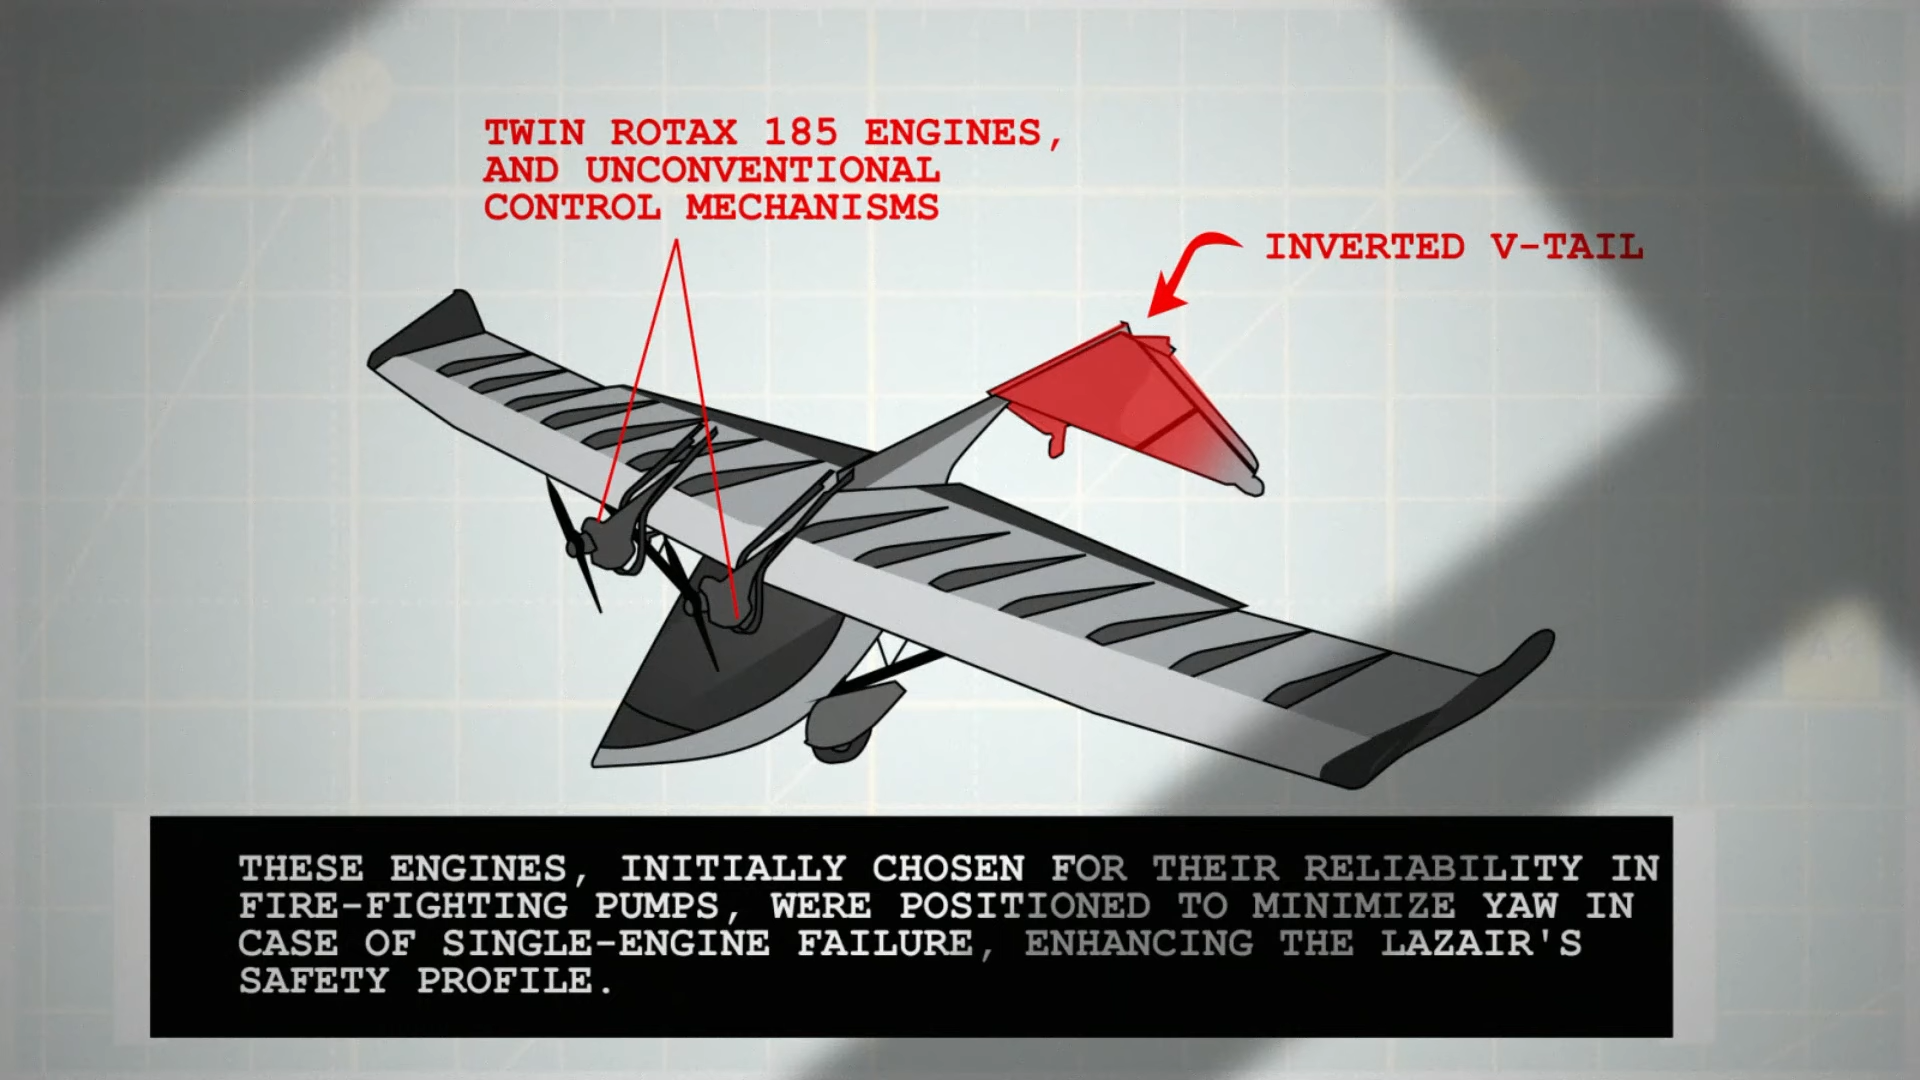 TWIN ROTAX 185 ENGINES,
AND UNCONVENTIONAL
CONTROL MECHANISMS
INVERTED V-TAIL
THESE ENGINES, INITIALLY CHOSEN FOR THEIR RELIABILITY IN
FIRE-FIGHTING PUMPS, WERE POSITIONED TO MINIMIZE YAW IN
CASE OF SINGLE-ENGINE FAILURE, ENHANCING THE LAZAIR'S
SAFETY PROFILE.